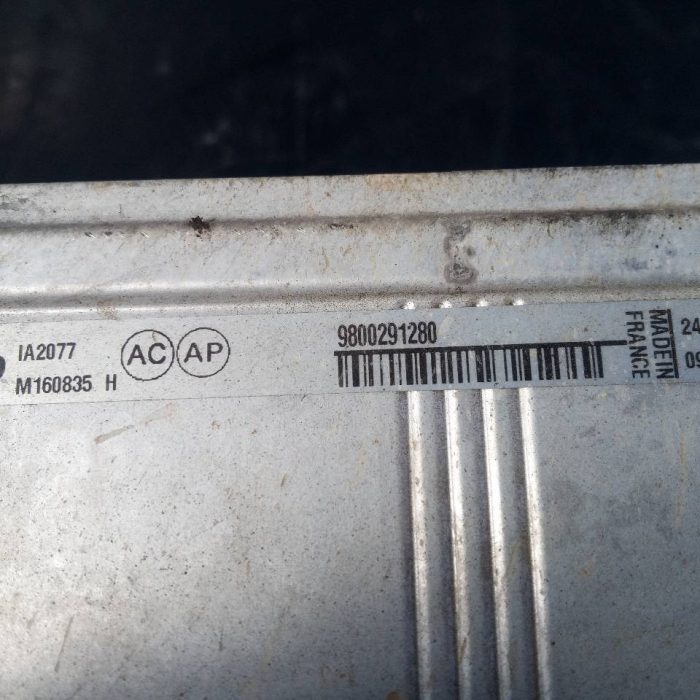 IA2077
M160835 H
AC AP
9800291280
MADE IN
FRANCE
24
09